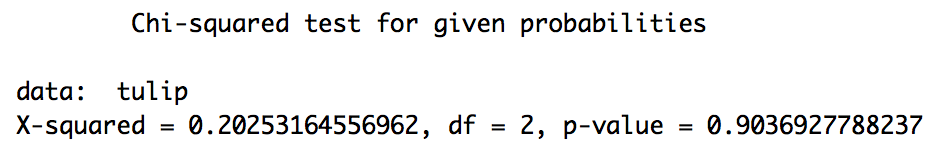 Chi-squared test for given probabilities
data:  tulip
X-squared = 0.20253164556962, df = 2, p-value = 0.9036927788237